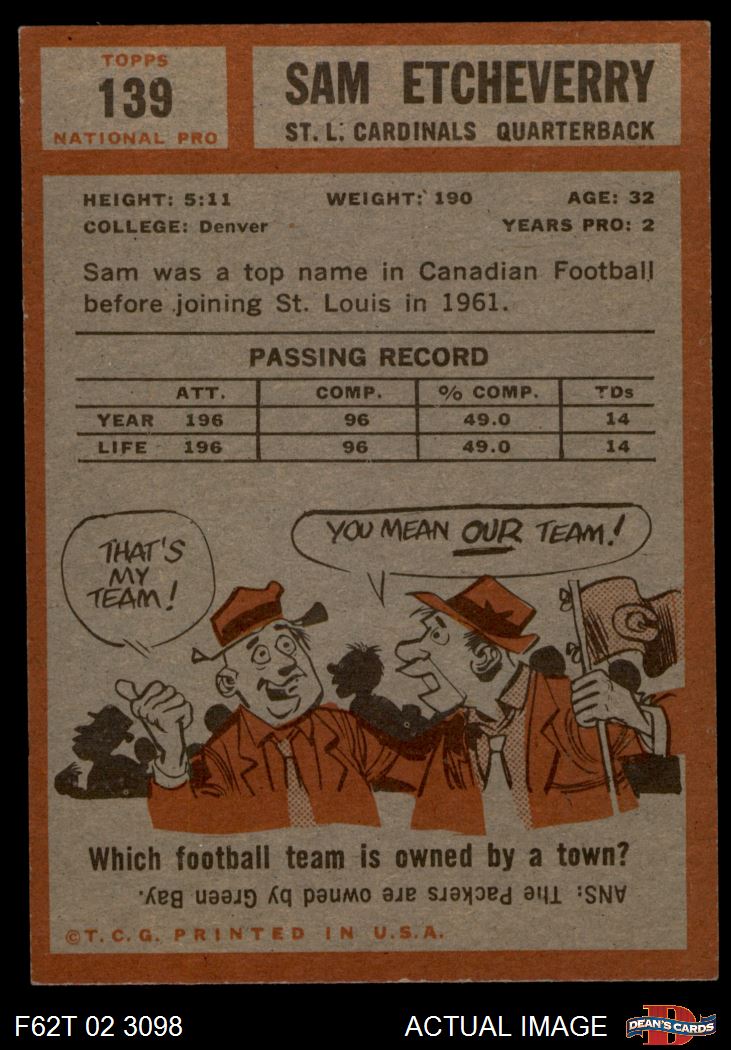 TOPPS
139
NATIONAL PRO
SAM ETCHEVERRY
ST. L. CARDINALS QUARTERBACK
HEIGHT: 5:11 WEIGHT: 190 AGE: 32
COLLEGE: Denver YEARS PRO: 2
Sam was a top name in Canadian Football
before joining St. Louis in 1961.
PASSING RECORD
ATT. COMP. % COMP. TDs
YEAR 196 96 49.0 14
LIFE 196 96 49.0 14
THAT'S
MY
TEAM!
YOU MEAN OUR TEAM!
Which football team is owned by a town?
ANS: The Packers are owned by Green Bay.
©T.C.G. PRINTED IN U.S.A.
F62T 02 3098 ACTUAL IMAGE
D
DEAN'S CARDS